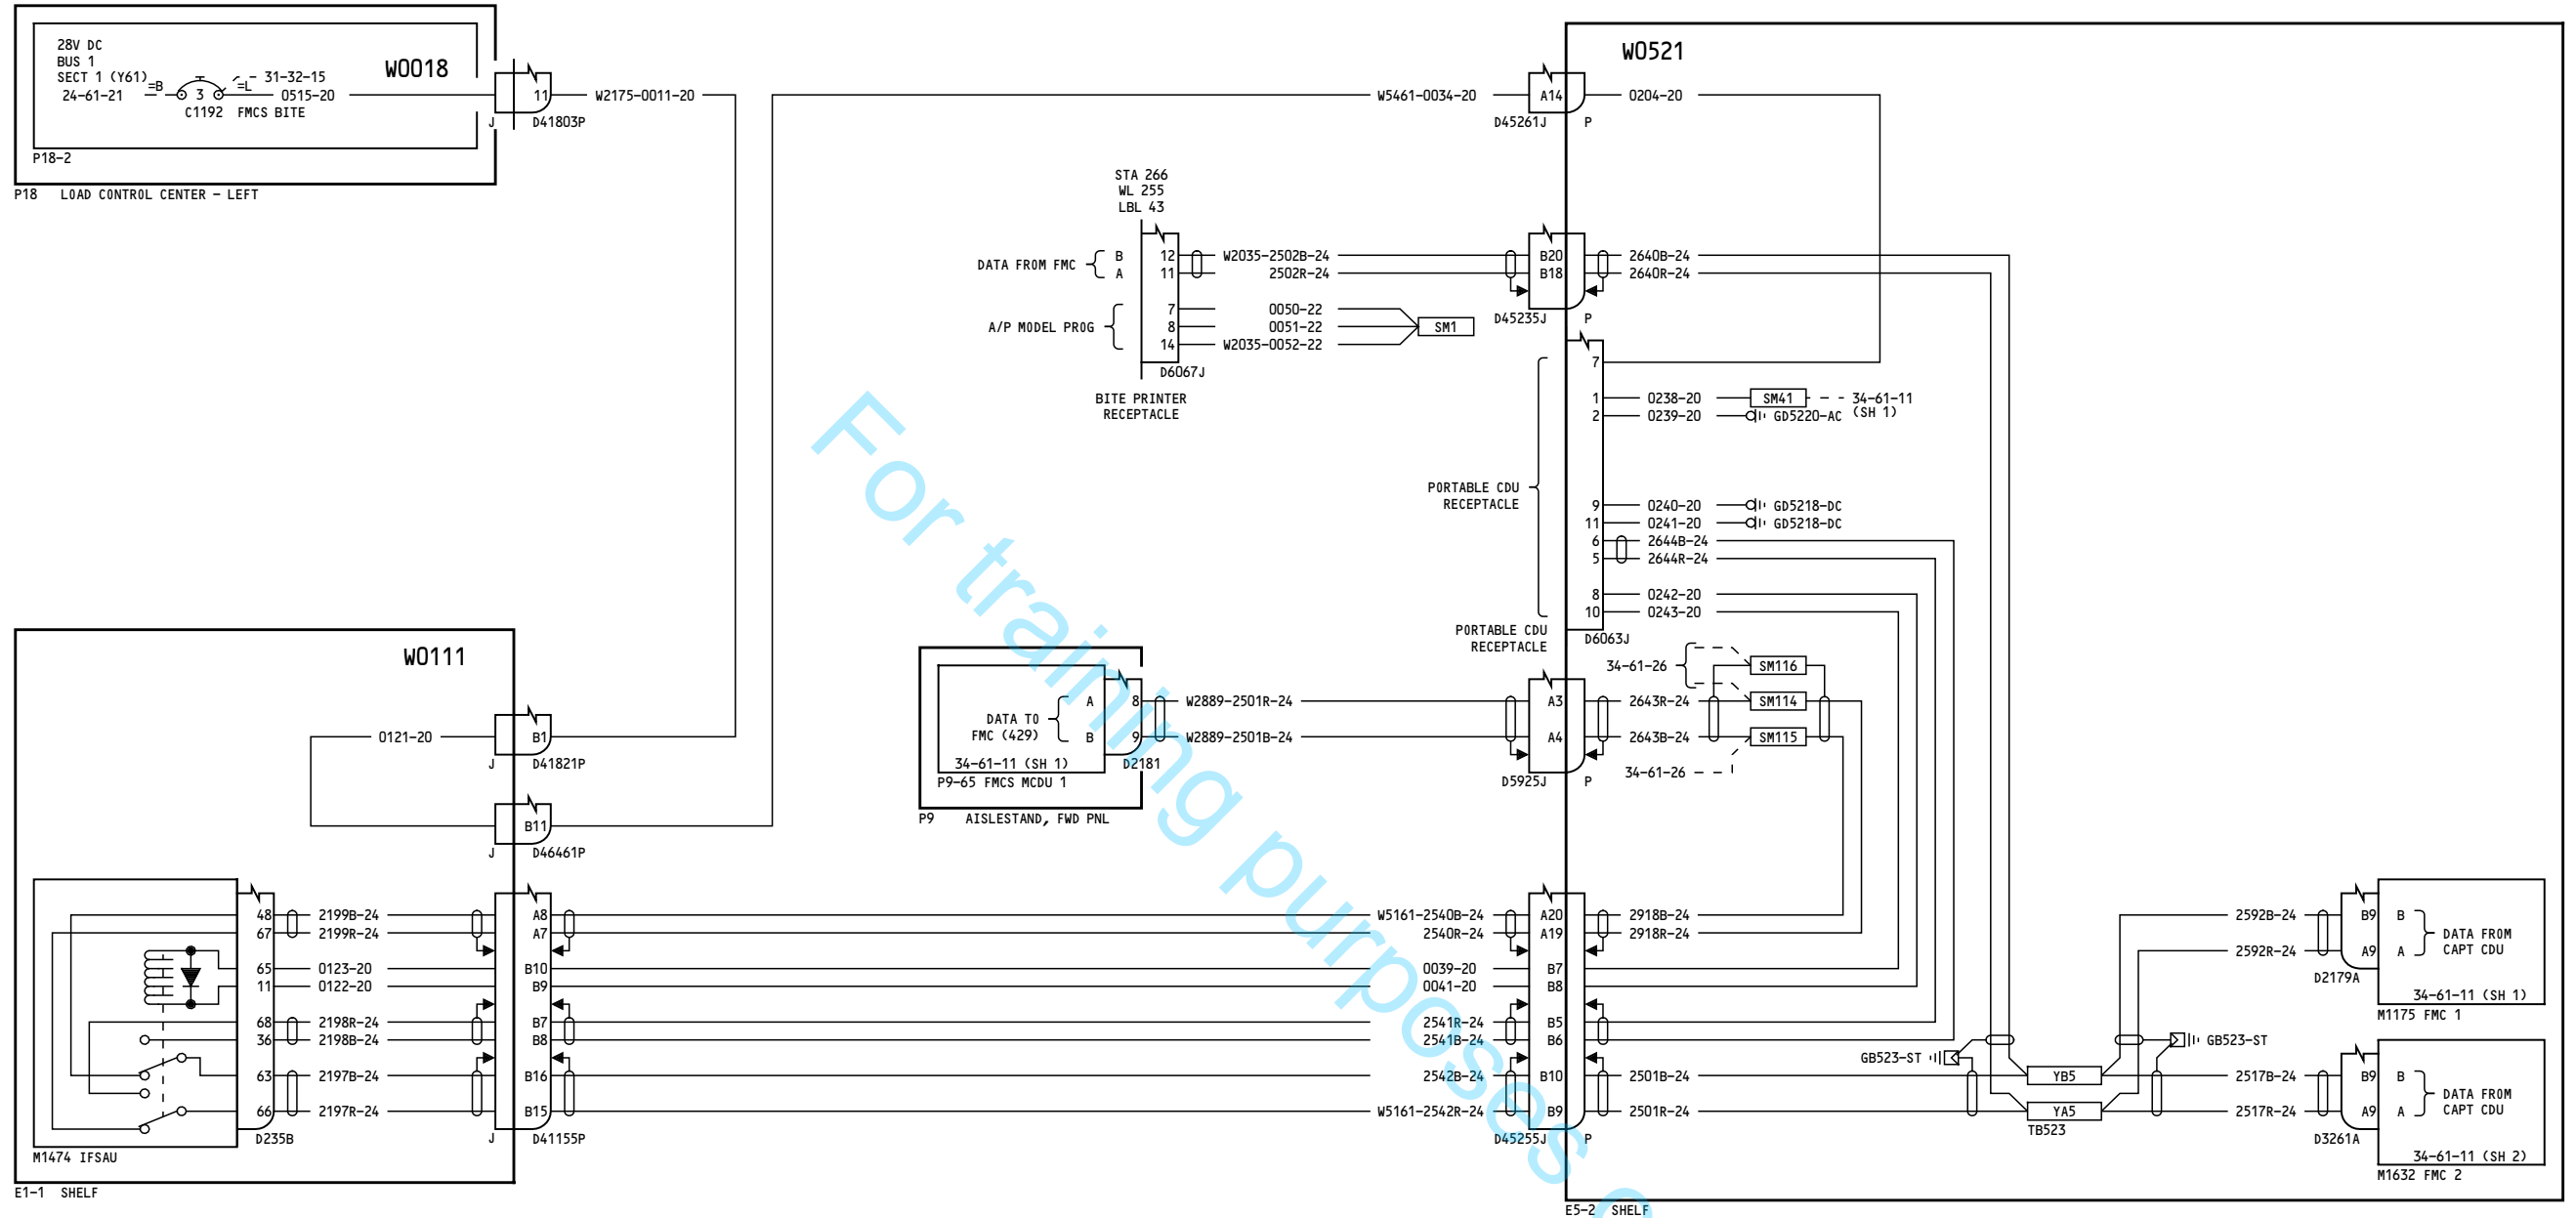 28V DC
BUS 1
SECT 1 (Y61)
24-61-21
=B
3
=L
31-32-15
0515-20
C1192 FMCS BITE
W0018
P18-2
P18 LOAD CONTROL CENTER - LEFT
11
J
D41803P
W2175-0011-20
W5461-0034-20
A14
D45261J
P
W0521
0204-20
STA 266
WL 255
LBL 43
DATA FROM FMC
B
A
12
11
W2035-2502B-24
2502R-24
A/P MODEL PROG
7
8
14
0050-22
0051-22
W2035-0052-22
SM1
D6067J
BITE PRINTER
RECEPTACLE
B20
B18
D45235J
P
2640B-24
2640R-24
7
1
2
0238-20
SM41
34-61-11
(SH 1)
0239-20
GD5220-AC
PORTABLE CDU
RECEPTACLE
9
11
6
5
8
10
0240-20
GD5218-DC
0241-20
GD5218-DC
2644B-24
2644R-24
0242-20
0243-20
PORTABLE CDU
RECEPTACLE
D6063J
W0111
0121-20
B1
J
D41821P
B11
J
D46461P
DATA TO
FMC (429)
A
B
8
9
34-61-11 (SH 1)
D2181
P9-65 FMCS MCDU 1
P9 AISLESTAND, FWD PNL
W2889-2501R-24
W2889-2501B-24
A3
A4
D5925J
P
34-61-26
SM116
2643R-24
SM114
2643B-24
SM115
34-61-26
48
67
65
11
68
36
63
66
D235B
M1474 IFSAU
E1-1 SHELF
2199B-24
2199R-24
0123-20
0122-20
2198R-24
2198B-24
2197B-24
2197R-24
A8
A7
B10
B9
B7
B8
B16
B15
J
D41155P
W5161-2540B-24
2540R-24
0039-20
0041-20
2541R-24
2541B-24
2542B-24
W5161-2542R-24
A20
A19
B7
B8
B5
B6
B10
B9
D45255J
P
2918B-24
2918R-24
2501B-24
2501R-24
GB523-ST
YB5
YA5
TB523
GB523-ST
2592B-24
2592R-24
B9
A9
B
A
DATA FROM
CAPT CDU
D2179A
34-61-11 (SH 1)
M1175 FMC 1
2517B-24
2517R-24
B9
A9
B
A
DATA FROM
CAPT CDU
D3261A
34-61-11 (SH 2)
M1632 FMC 2
E5-2 SHELF
For training purposes